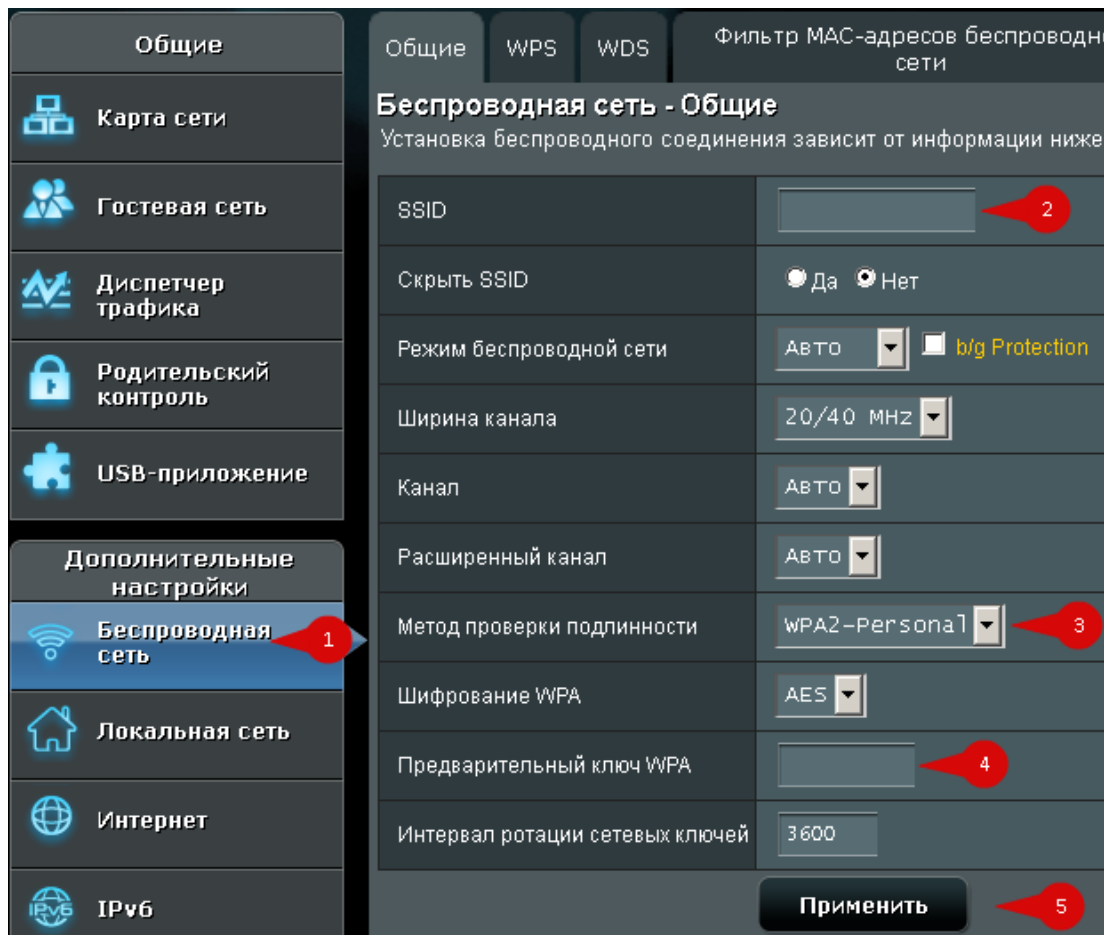 Общие
Карта сети
Гостевая сеть
Диспетчер
трафика
Родительский
контроль
USB-приложение
Дополнительные
настройки
Беспроводная
сеть
1
Локальная сеть
Интернет
IPv6
Общие
WPS
WDS
Фильтр MAC-адресов беспроводно
сети
Беспроводная сеть - Общие
Установка беспроводного соединения зависит от информации ниже
SSID
2
Скрыть SSID
Да Нет
Режим беспроводной сети
Авто b/g Protection
Ширина канала
20/40 MHz
Канал
Авто
Расширенный канал
Авто
Метод проверки подлинности
WPA2-Personal
3
Шифрование WPA
AES
Предварительный ключ WPA
4
Интервал ротации сетевых ключей
3600
Применить
5